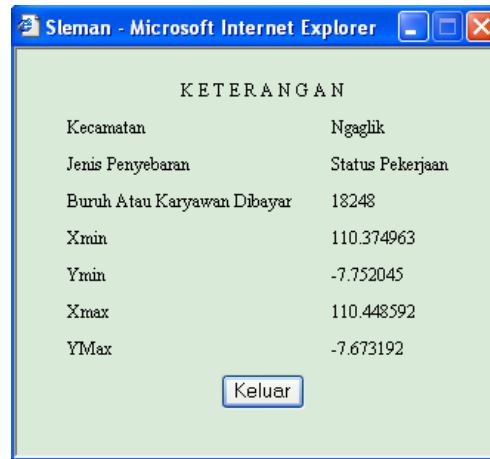 Sleman - Microsoft Internet Explorer
KETERANGAN
Kecamatan Ngaglik
Jenis Penyebaran Status Pekerjaan
Buruh Atau Karyawan Dibayar 18248
Xmin 110.374963
Ymin -7.752045
Xmax 110.448592
YMax -7.673192
Keluar